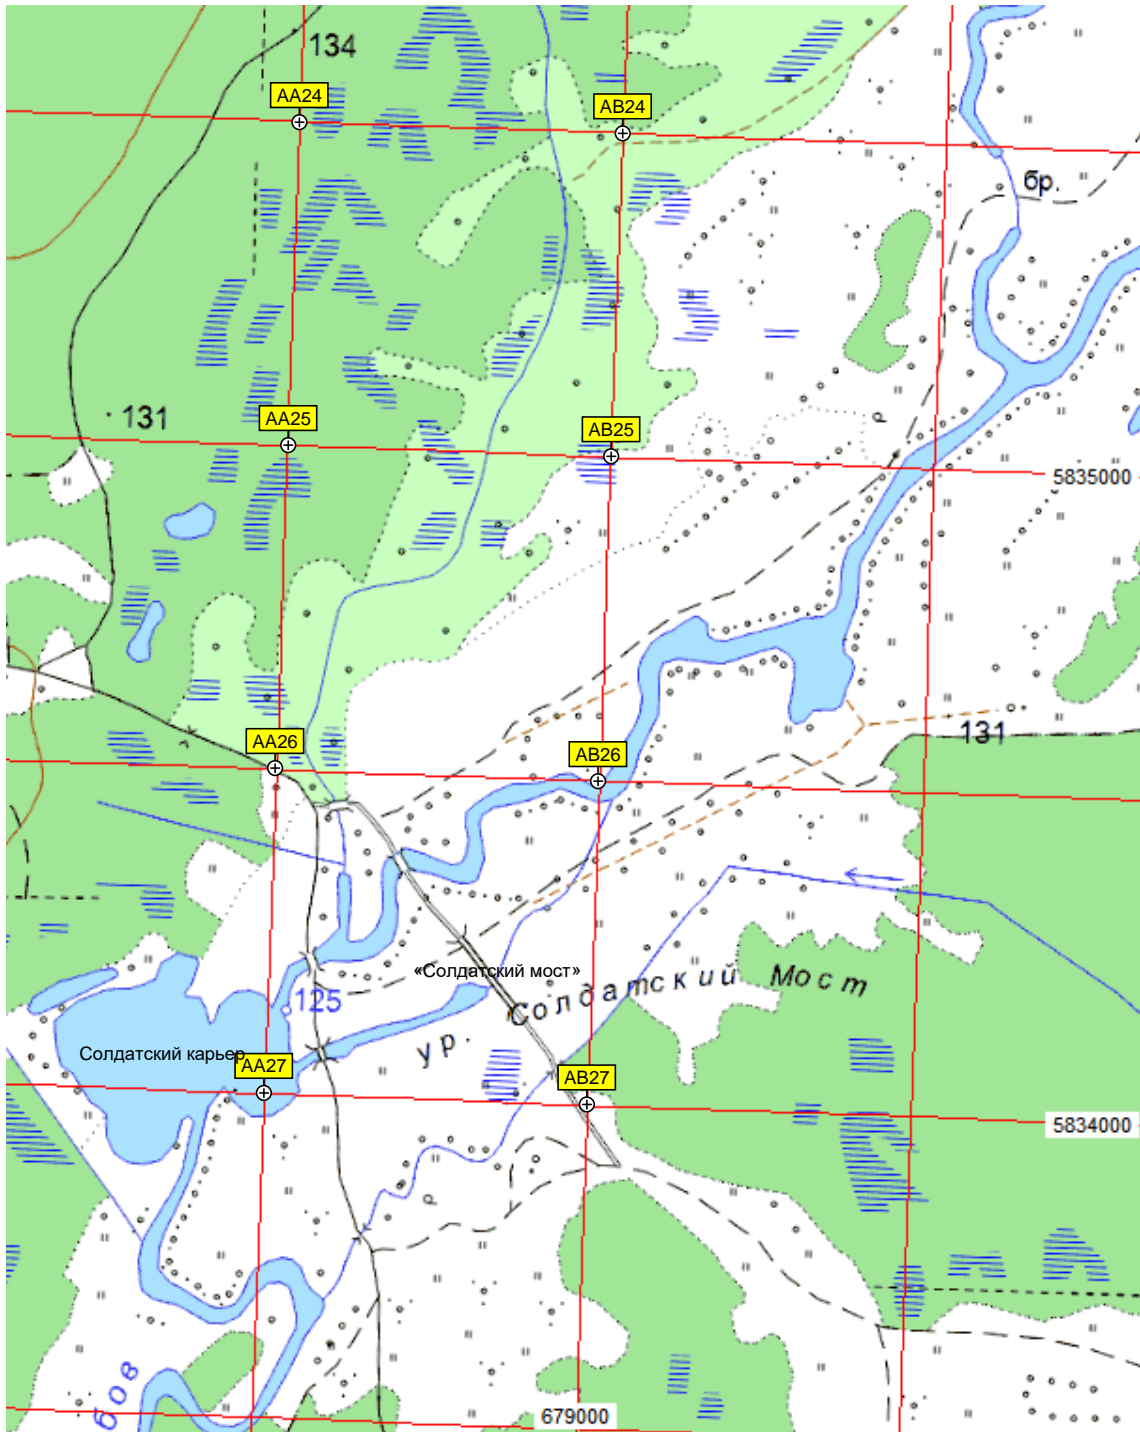 134
AA24
AB24
бр.
131
AA25
AB25
5835000
AA26
AB26
131
«Солдатский мост»
125
ур. Солдатский Мост
Солдатский карьер
AA27
AB27
5834000
бов
679000